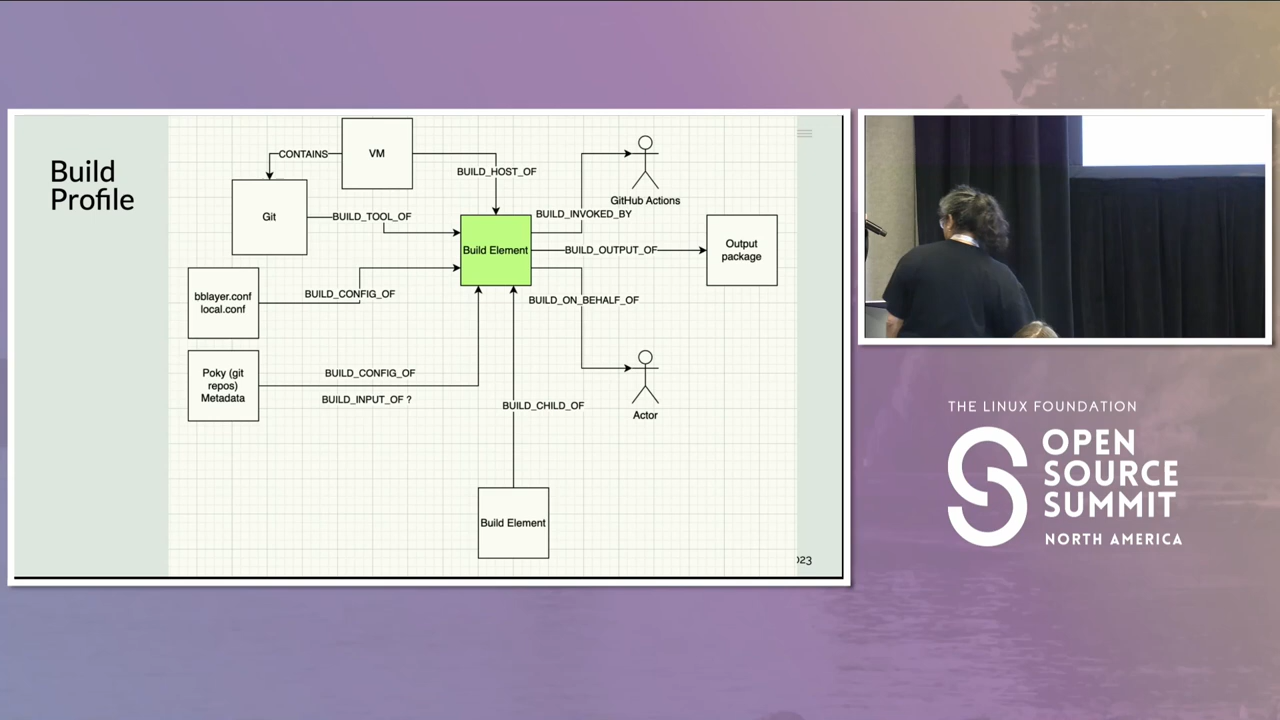 Build
Profile
CONTAINS
VM
BUILD_HOST_OF
GitHub Actions
Git
BUILD_TOOL_OF
BUILD_INVOKED_BY
Build Element
BUILD_OUTPUT_OF
Output
package
bblayer.conf
local.conf
BUILD_CONFIG_OF
BUILD_ON_BEHALF_OF
Poky (git
repos)
Metadata
BUILD_CONFIG_OF
BUILD_INPUT_OF ?
BUILD_CHILD_OF
Actor
Build Element
023
THE LINUX FOUNDATION
OPEN
SOURCE
SUMMIT
NORTH AMERICA